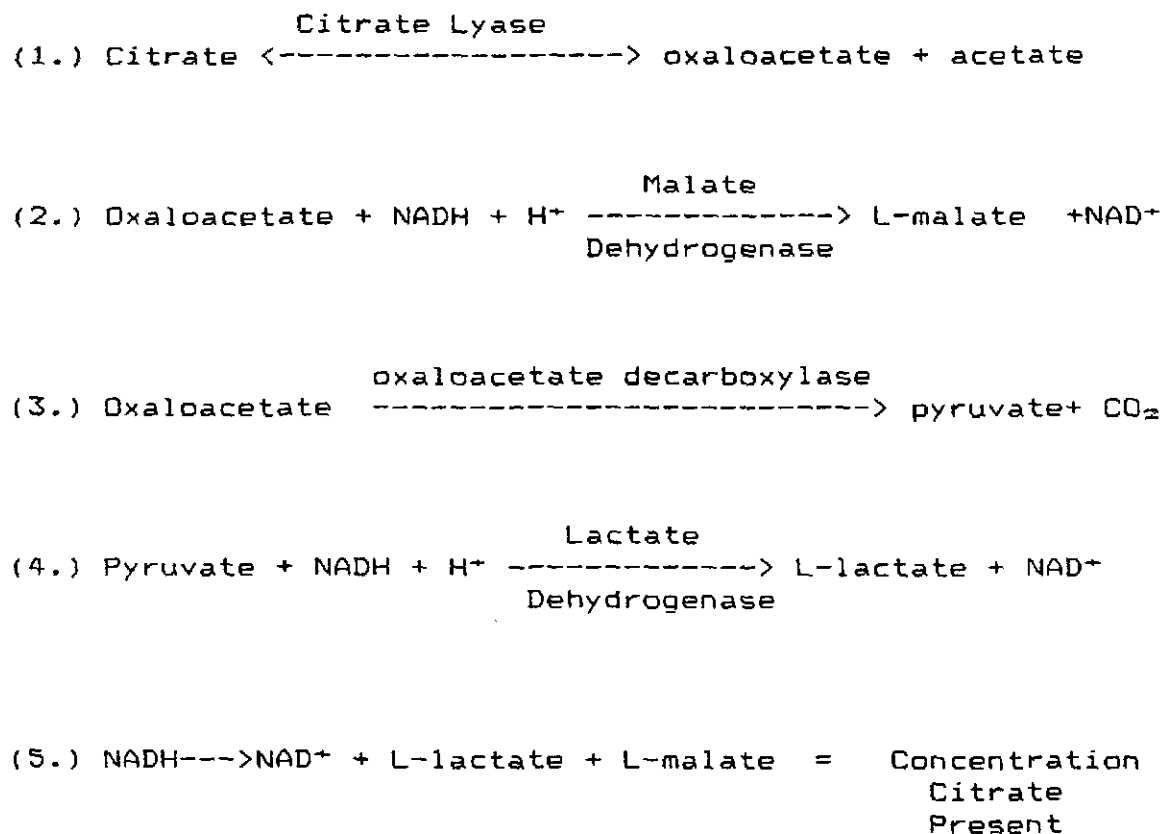 Citrate Lyase
(1.) Citrate <------------------> oxaloacetate + acetate
Malate
(2.) Oxaloacetate + NADH + H⁺ -------------> L-malate +NAD⁺
Dehydrogenase
oxaloacetate decarboxylase
(3.) Oxaloacetate --------------------------> pyruvate+ CO₂
Lactate
(4.) Pyruvate + NADH + H⁺ -------------> L-lactate + NAD⁺
Dehydrogenase
(5.) NADH--->NAD⁺ + L-lactate + L-malate = Concentration
Citrate
Present